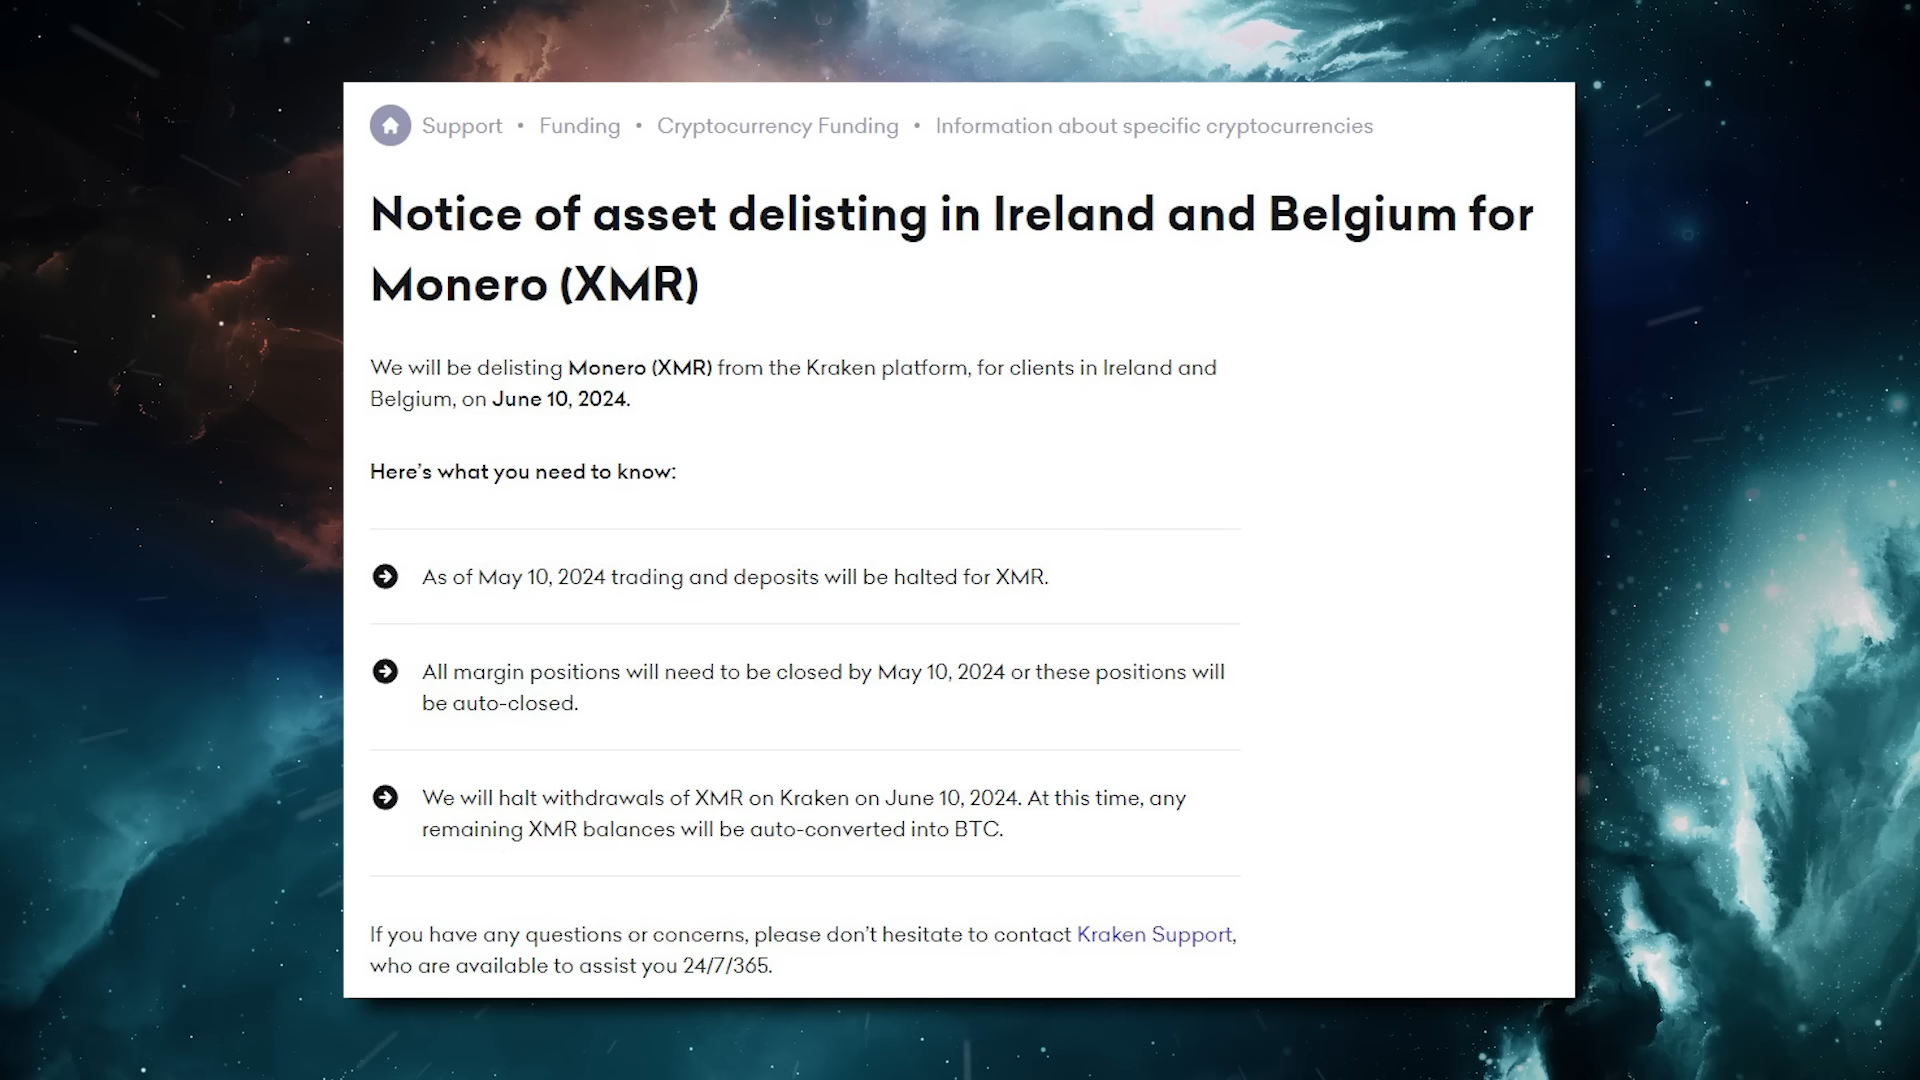 Support • Funding • Cryptocurrency Funding • Information about specific cryptocurrencies
Notice of asset delisting in Ireland and Belgium for
Monero (XMR)
We will be delisting Monero (XMR) from the Kraken platform, for clients in Ireland and
Belgium, on June 10, 2024.
Here's what you need to know:
As of May 10, 2024 trading and deposits will be halted for XMR.
All margin positions will need to be closed by May 10, 2024 or these positions will
be auto-closed.
We will halt withdrawals of XMR on Kraken on June 10, 2024. At this time, any
remaining XMR balances will be auto-converted into BTC.
If you have any questions or concerns, please don't hesitate to contact Kraken Support,
who are available to assist you 24/7/365.